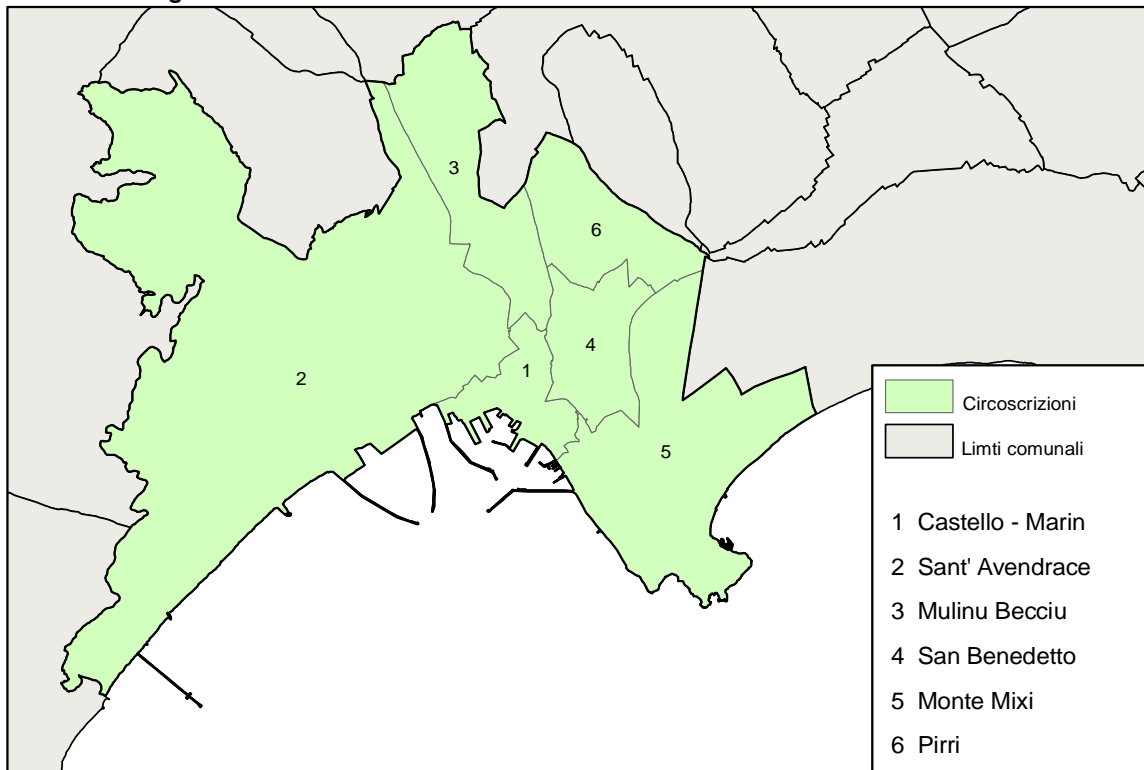 3
6
4
1
2
5
Circoscrizioni
Limti comunali
1 Castello - Marin
2 Sant' Avendrace
3 Mulinu Becciu
4 San Benedetto
5 Monte Mixi
6 Pirri